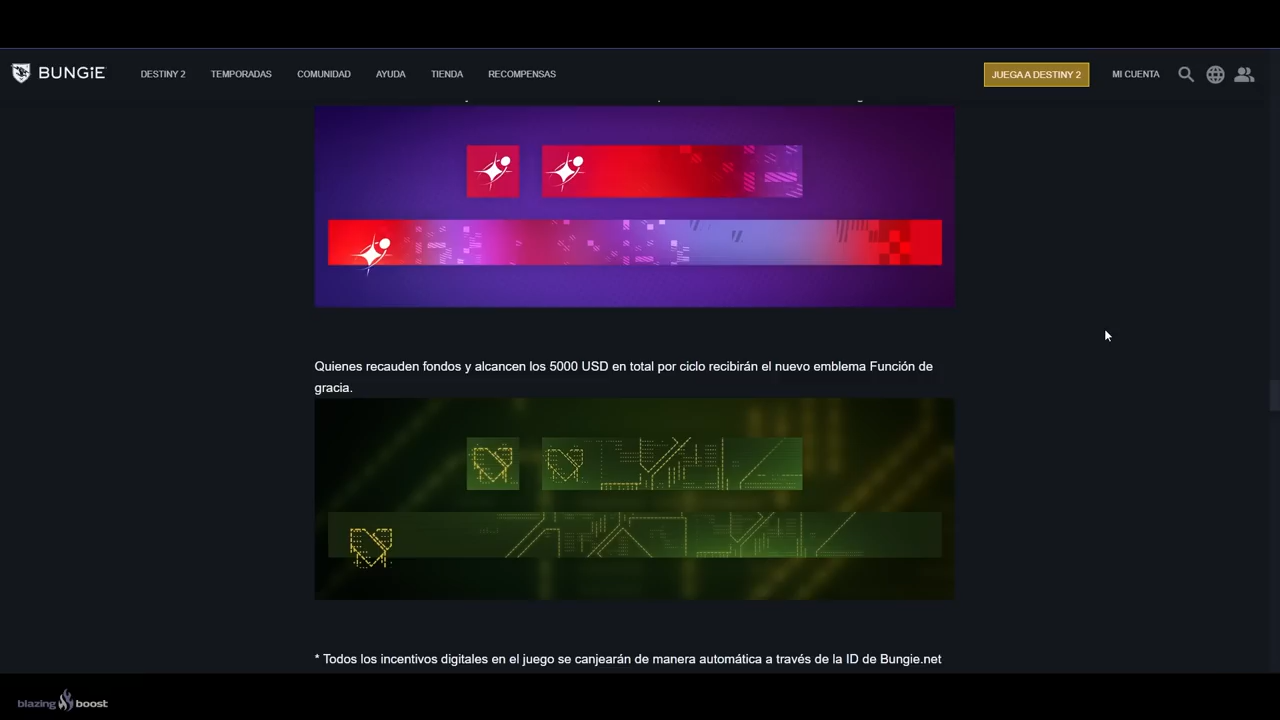 BUNGiE
DESTINY 2
TEMPORADAS
COMUNIDAD
AYUDA
TIENDA
RECOMPENSAS
JUEGA A DESTINY 2
MI CUENTA
Quienes recauden fondos y alcancen los 5000 USD en total por ciclo recibirán el nuevo emblema Función de
gracia.
* Todos los incentivos digitales en el juego se canjearán de manera automática a través de la ID de Bungie.net
blazing boost